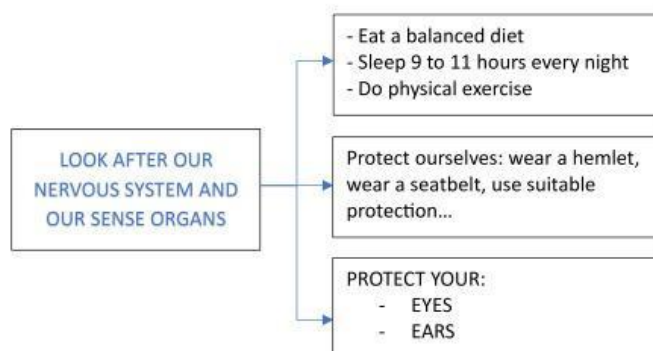 LOOK AFTER OUR
NERVOUS SYSTEM AND
OUR SENSE ORGANS
- Eat a balanced diet
- Sleep 9 to 11 hours every night
- Do physical exercise
Protect ourselves: wear a hemlet,
wear a seatbelt, use suitable
protection...
PROTECT YOUR:
- EYES
- EARS